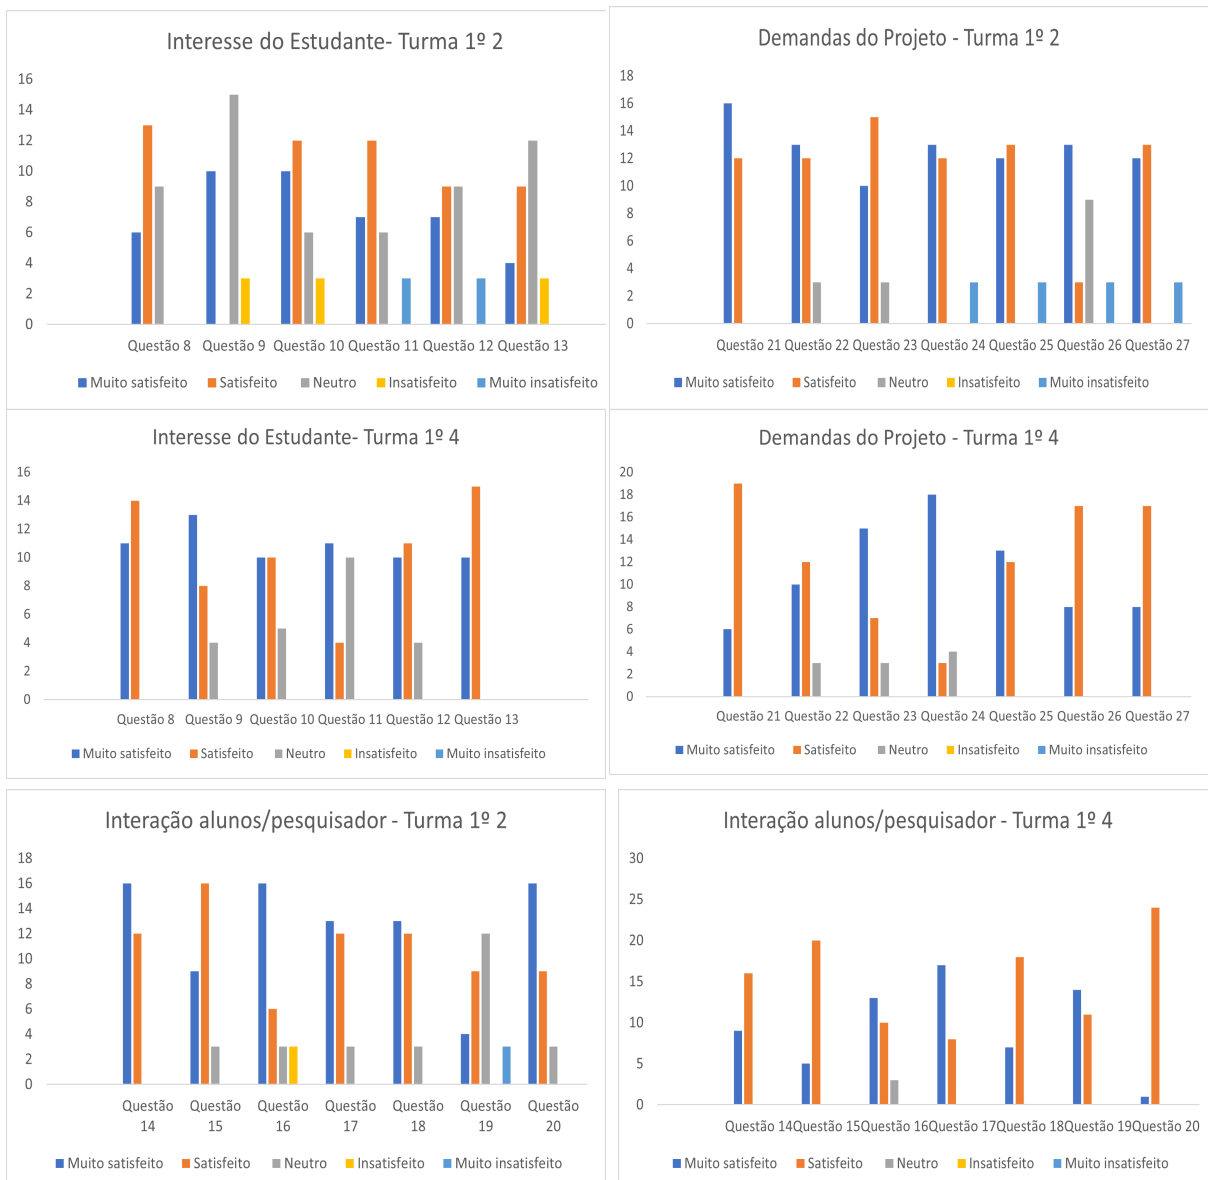 Interesse do Estudante- Turma 1º 2
16
14
12
10
8
6
4
2
0
Questão 8 Questão 9 Questão 10 Questão 11 Questão 12 Questão 13
Muito satisfeito Satisfeito Neutro Insatisfeito Muito insatisfeito
Demandas do Projeto - Turma 1º 2
18
16
14
12
10
8
6
4
2
0
Questão 21 Questão 22 Questão 23 Questão 24 Questão 25 Questão 26 Questão 27
Muito satisfeito Satisfeito Neutro Insatisfeito Muito insatisfeito
Interesse do Estudante- Turma 1º 4
16
14
12
10
8
6
4
2
0
Questão 8 Questão 9 Questão 10 Questão 11 Questão 12 Questão 13
Muito satisfeito Satisfeito Neutro Insatisfeito Muito insatisfeito
Demandas do Projeto - Turma 1º 4
20
18
16
14
12
10
8
6
4
2
0
Questão 21 Questão 22 Questão 23 Questão 24 Questão 25 Questão 26 Questão 27
Muito satisfeito Satisfeito Neutro Insatisfeito Muito insatisfeito
Interação alunos/pesquisador - Turma 1º 2
18
16
14
12
10
8
6
4
2
0
Questão Questão Questão Questão Questão Questão Questão
14 15 16 17 18 19 20
Muito satisfeito Satisfeito Neutro Insatisfeito Muito insatisfeito
Interação alunos/pesquisador - Turma 1º 4
30
25
20
15
10
5
0
Questão 14Questão 15Questão 16Questão 17Questão 18Questão 19Questão 20
Muito satisfeito Satisfeito Neutro Insatisfeito Muito insatisfeito